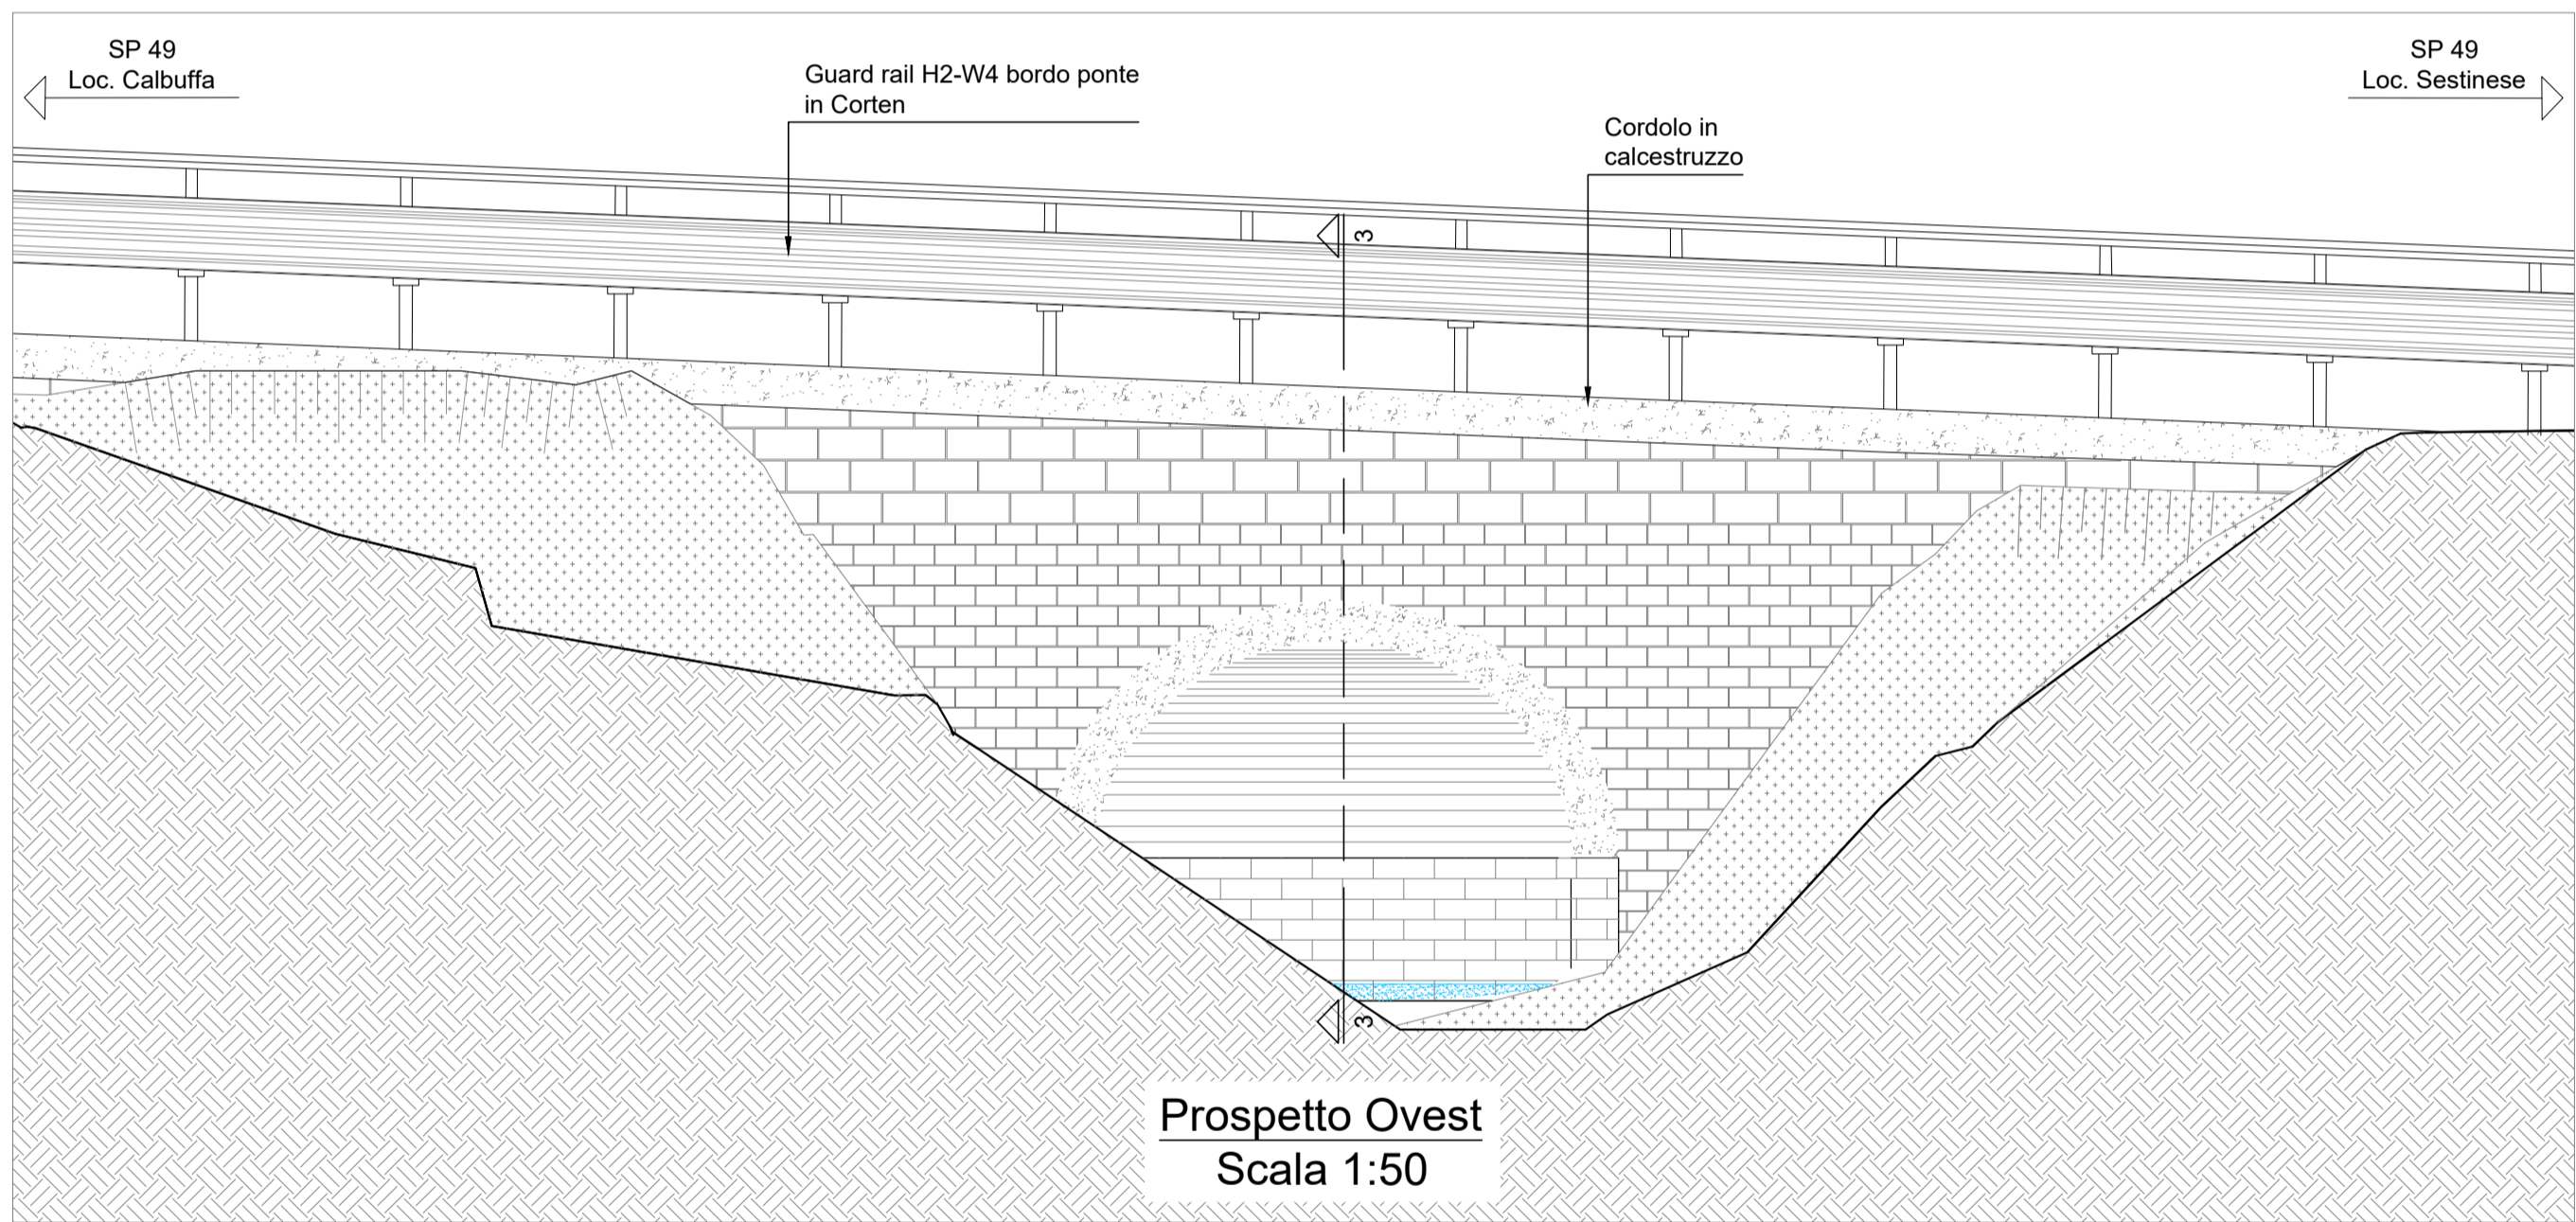 SP 49
Loc. Calbuffa
Guard rail H2-W4 bordo ponte
in Corten
Cordolo in
calcestruzzo
SP 49
Loc. Sestinese
3
3
Prospetto Ovest
Scala 1:50